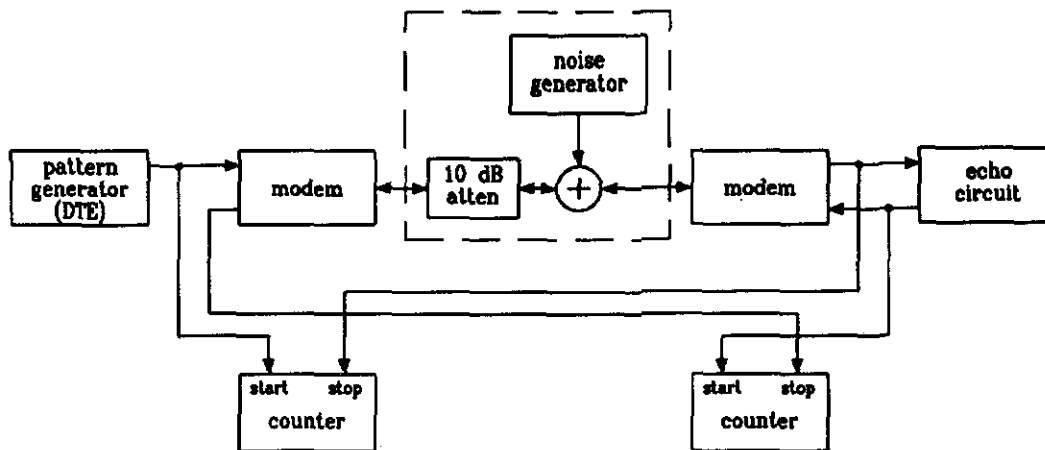 noise
generator
pattern
generator
(DTE)
modem
10 dB
atten
+
modem
echo
circuit
start stop
counter
start stop
counter